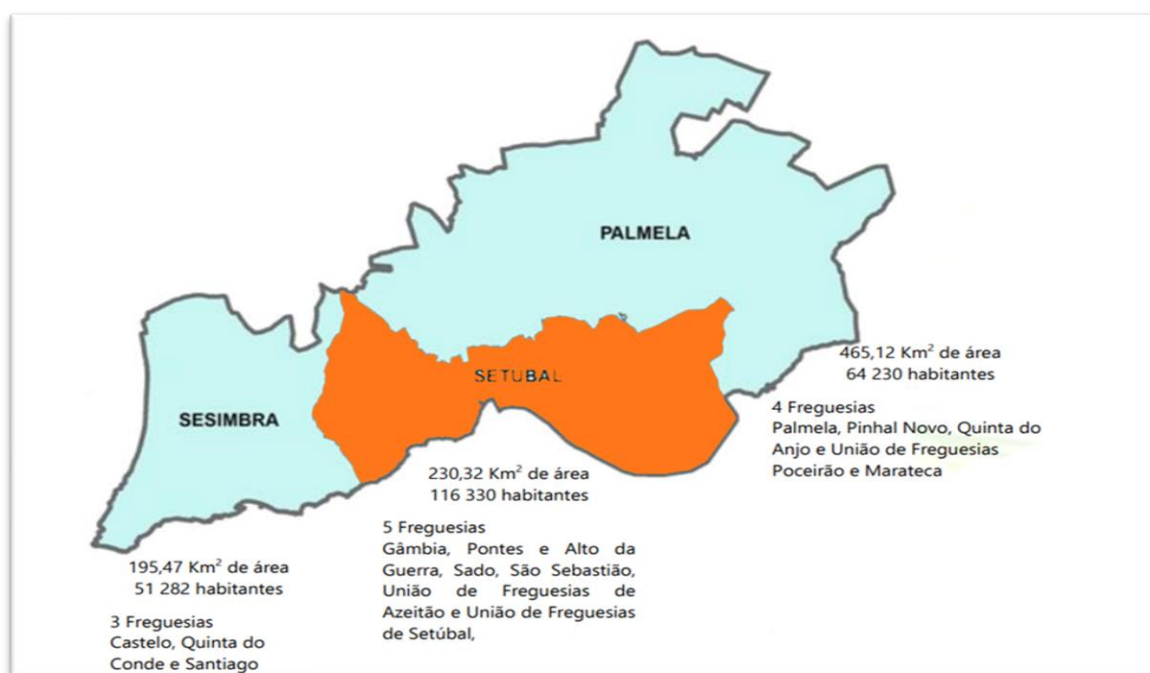 PALMELA
SETUBAL
SESIMBRA
465,12 Km² de área
64 230 habitantes
4 Freguesias
Palmela, Pinhal Novo, Quinta do
Anjo e União de Freguesias
Poceirão e Marateca
230,32 Km² de área
116 330 habitantes
5 Freguesias
Gâmbia, Pontes e Alto da
Guerra, Sado, São Sebastião,
União de Freguesias de
Azeitão e União de Freguesias
de Setúbal,
195,47 Km² de área
51 282 habitantes
3 Freguesias
Castelo, Quinta do
Conde e Santiago